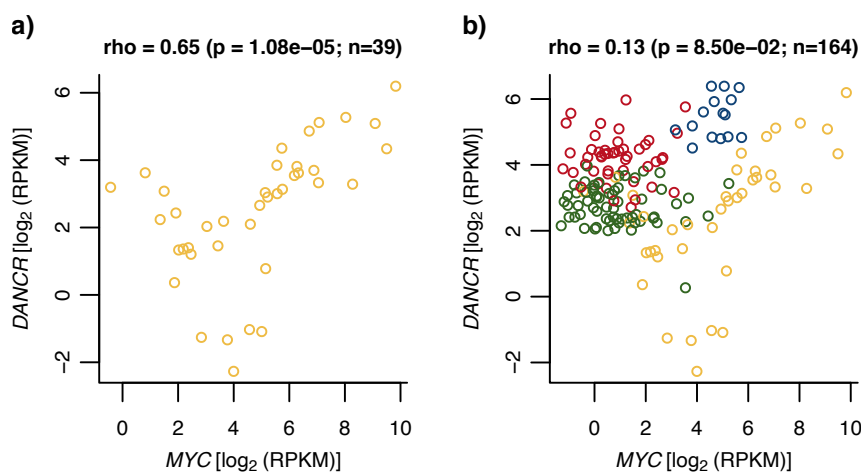 a)
rho = 0.65 (p = 1.08e−05; n=39)
6
4
2
0
−2
DANCR [log2 (RPKM)]
0 2 4 6 8 10
MYC [log2 (RPKM)]
b)
rho = 0.13 (p = 8.50e−02; n=164)
6
4
2
0
−2
DANCR [log2 (RPKM)]
0 2 4 6 8 10
MYC [log2 (RPKM)]